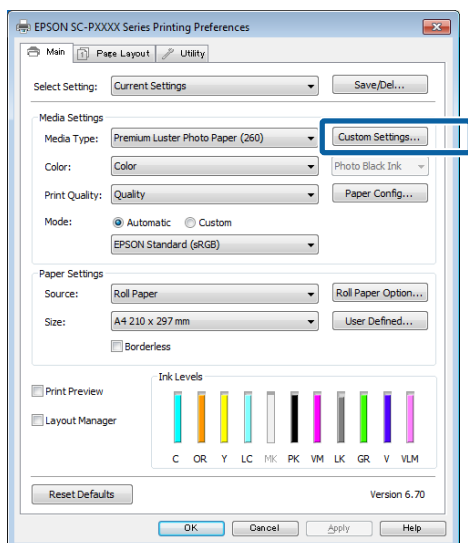 EPSON SC-PXXXX Series Printing Preferences
Main Page Layout Utility
Select Setting: Current Settings Save/Del...
Media Settings
Media Type: Premium Luster Photo Paper (260) Custom Settings...
Color: Color Photo Black Ink
Print Quality: Quality Paper Config...
Mode: Automatic Custom
EPSON Standard (sRGB)
Paper Settings
Source: Roll Paper Roll Paper Option...
Size: A4 210 x 297 mm User Defined...
Borderless
Ink Levels
Print Preview
Layout Manager
C OR Y LC MK PK VM LK GR V VLM
Reset Defaults Version 6.70
OK Cancel Apply Help